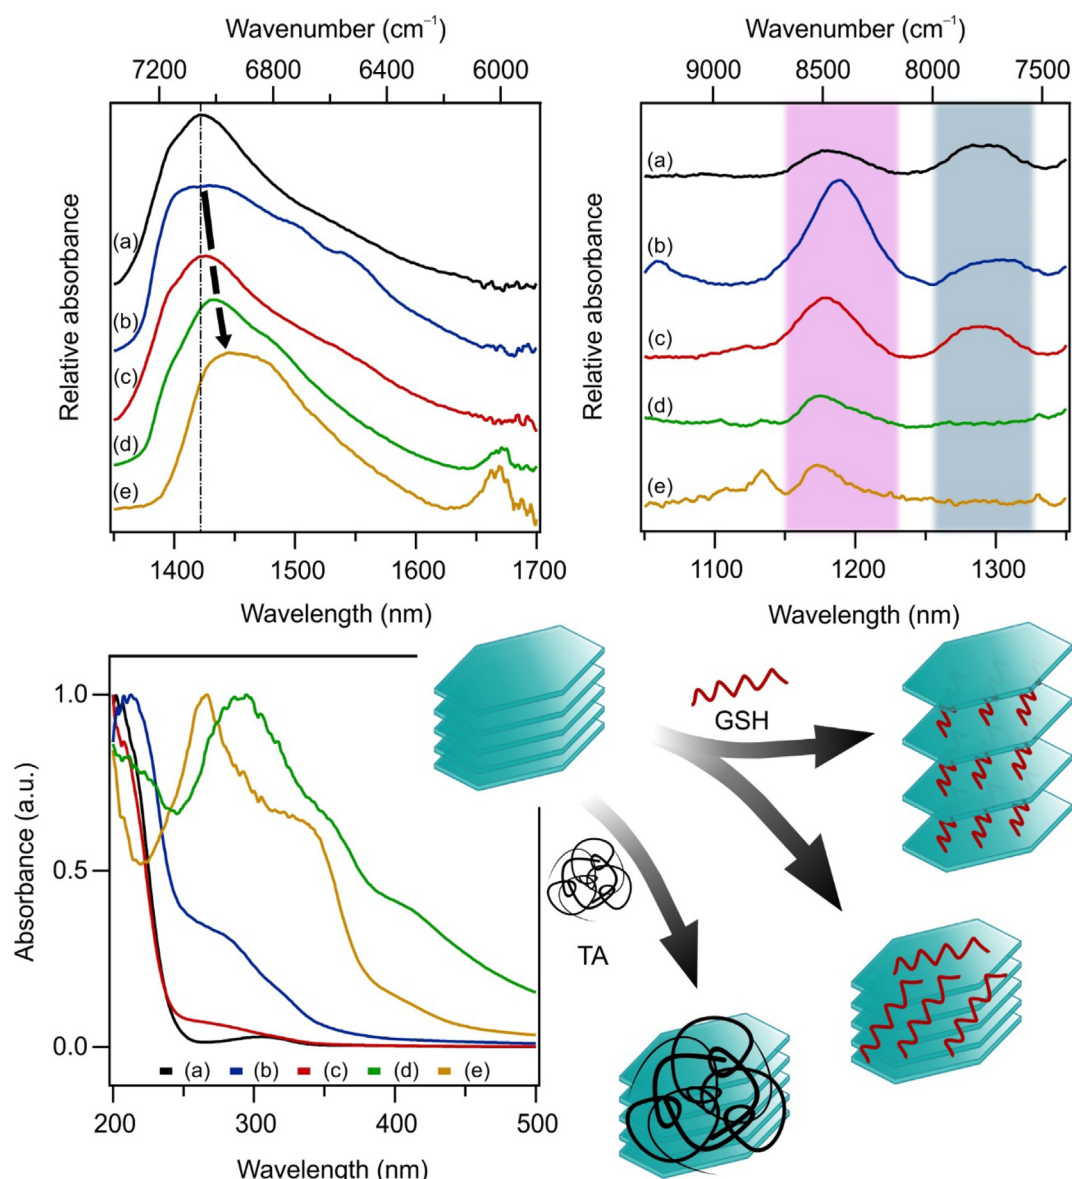 Wavenumber (cm⁻¹)
7200 6800 6400 6000
Relative absorbance
(a)
(b)
(c)
(d)
(e)
1400 1500 1600 1700
Wavelength (nm)
Wavenumber (cm⁻¹)
9000 8500 8000 7500
Relative absorbance
(a)
(b)
(c)
(d)
(e)
1100 1200 1300
Wavelength (nm)
Absorbance (a.u.)
1.0
0.5
0.0
(a) (b) (c) (d) (e)
200 300 400 500
Wavelength (nm)
GSH
TA